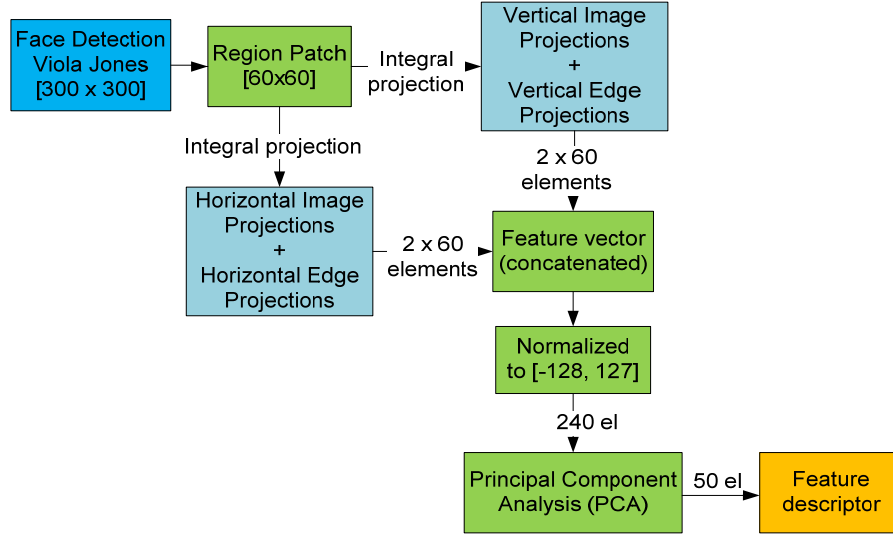 Face Detection
Viola Jones
[300 x 300]
Region Patch
[60x60]
Integral
projection
Vertical Image
Projections
+
Vertical Edge
Projections
Integral projection
2 x 60
elements
Horizontal Image
Projections
+
Horizontal Edge
Projections
2 x 60
elements
Feature vector
(concatenated)
Normalized
to [-128, 127]
240 el
Principal Component
Analysis (PCA)
50 el
Feature
descriptor